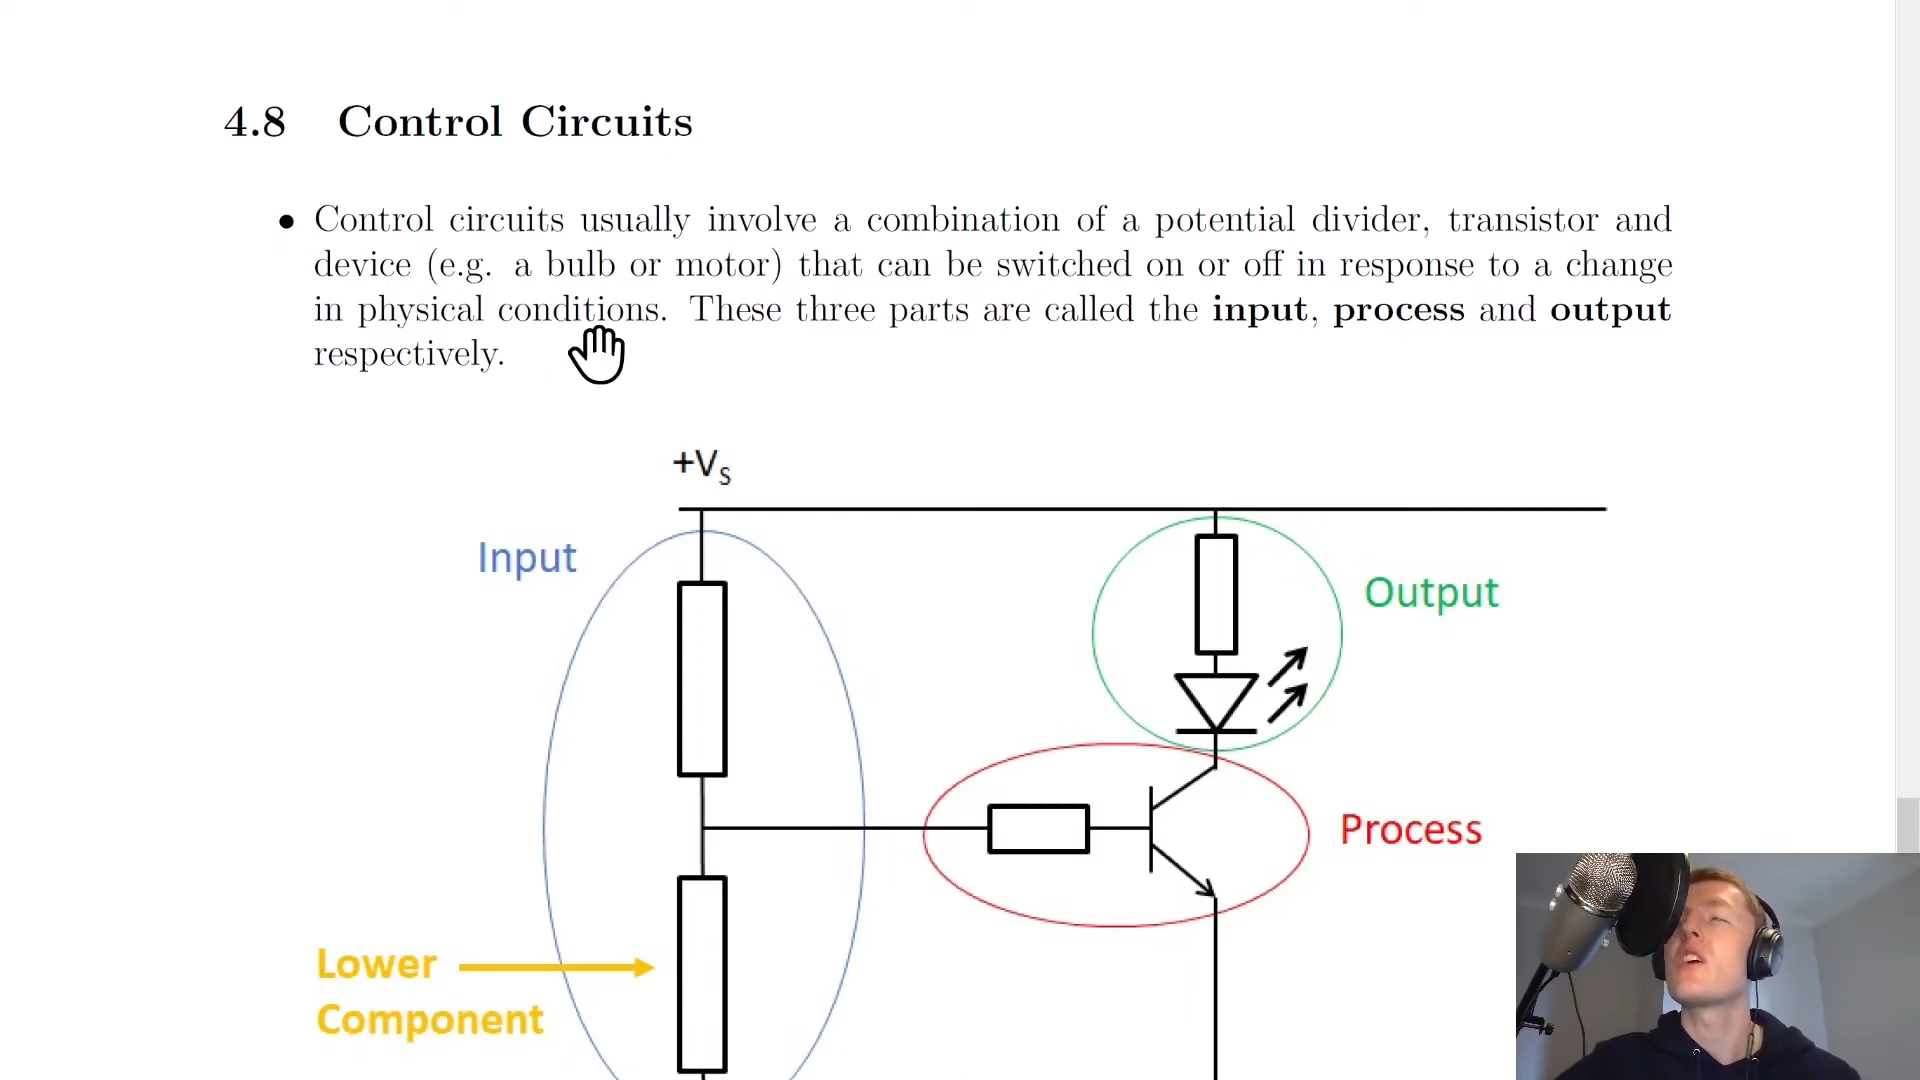 4.8 Control Circuits
• Control circuits usually involve a combination of a potential divider, transistor and
device (e.g. a bulb or motor) that can be switched on or off in response to a change
in physical conditions. These three parts are called the input, process and output
respectively.
+VS
Input
Output
Process
Lower
Component